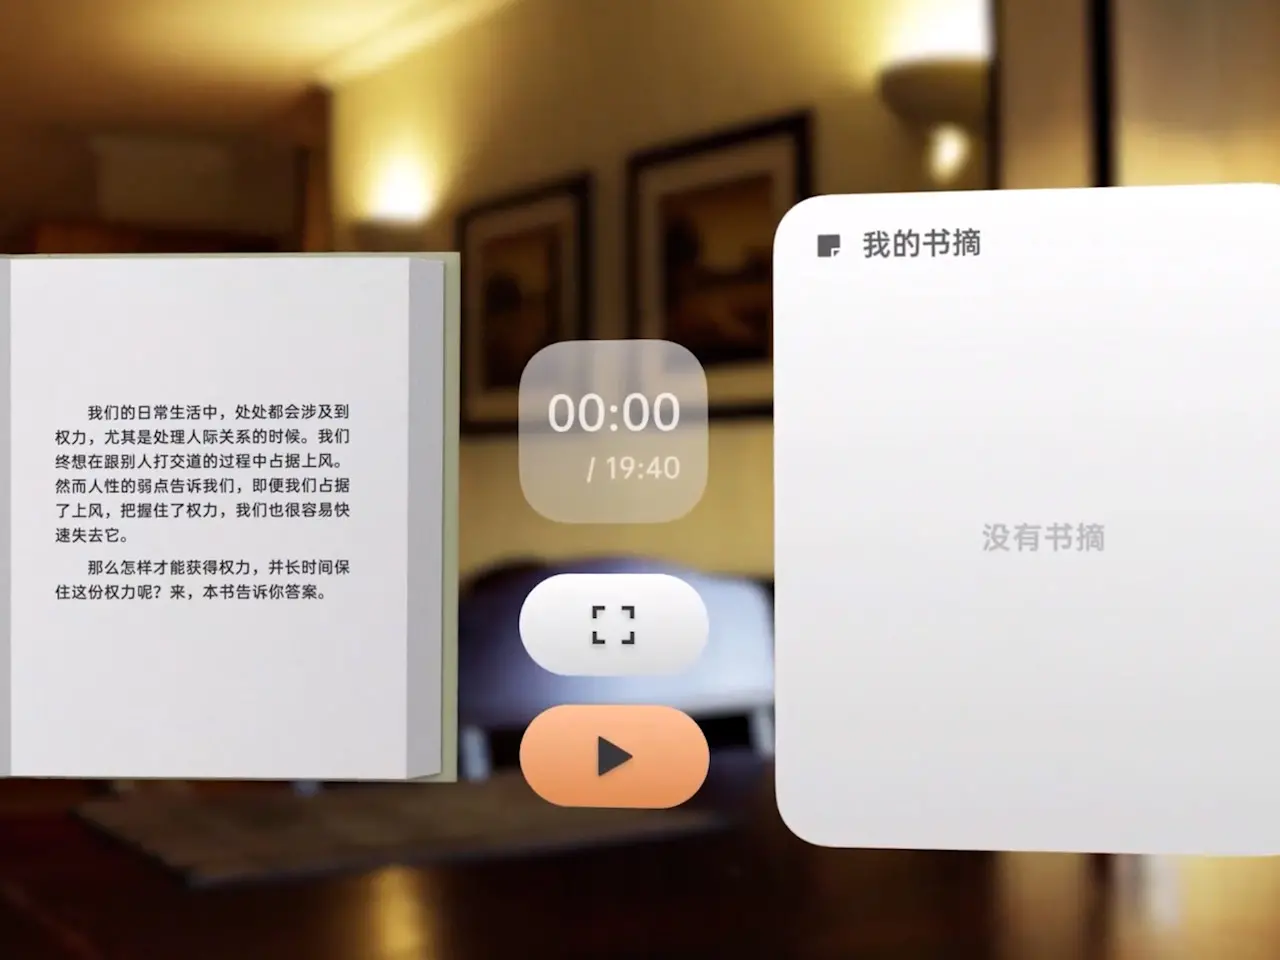 我们的日常生活中，处处都会涉及到
权力，尤其是处理人际关系的时候。我们
终想在跟别人打交道的过程中占据上风。
然而人性的弱点告诉我们，即便我们占据
了上风，把握住了权力，我们也很容易快
速失去它。
那么怎样才能获得权力，并长时间保
住这份权力呢？来，本书告诉你答案。
00:00
/ 19:40
我的书摘
没有书摘